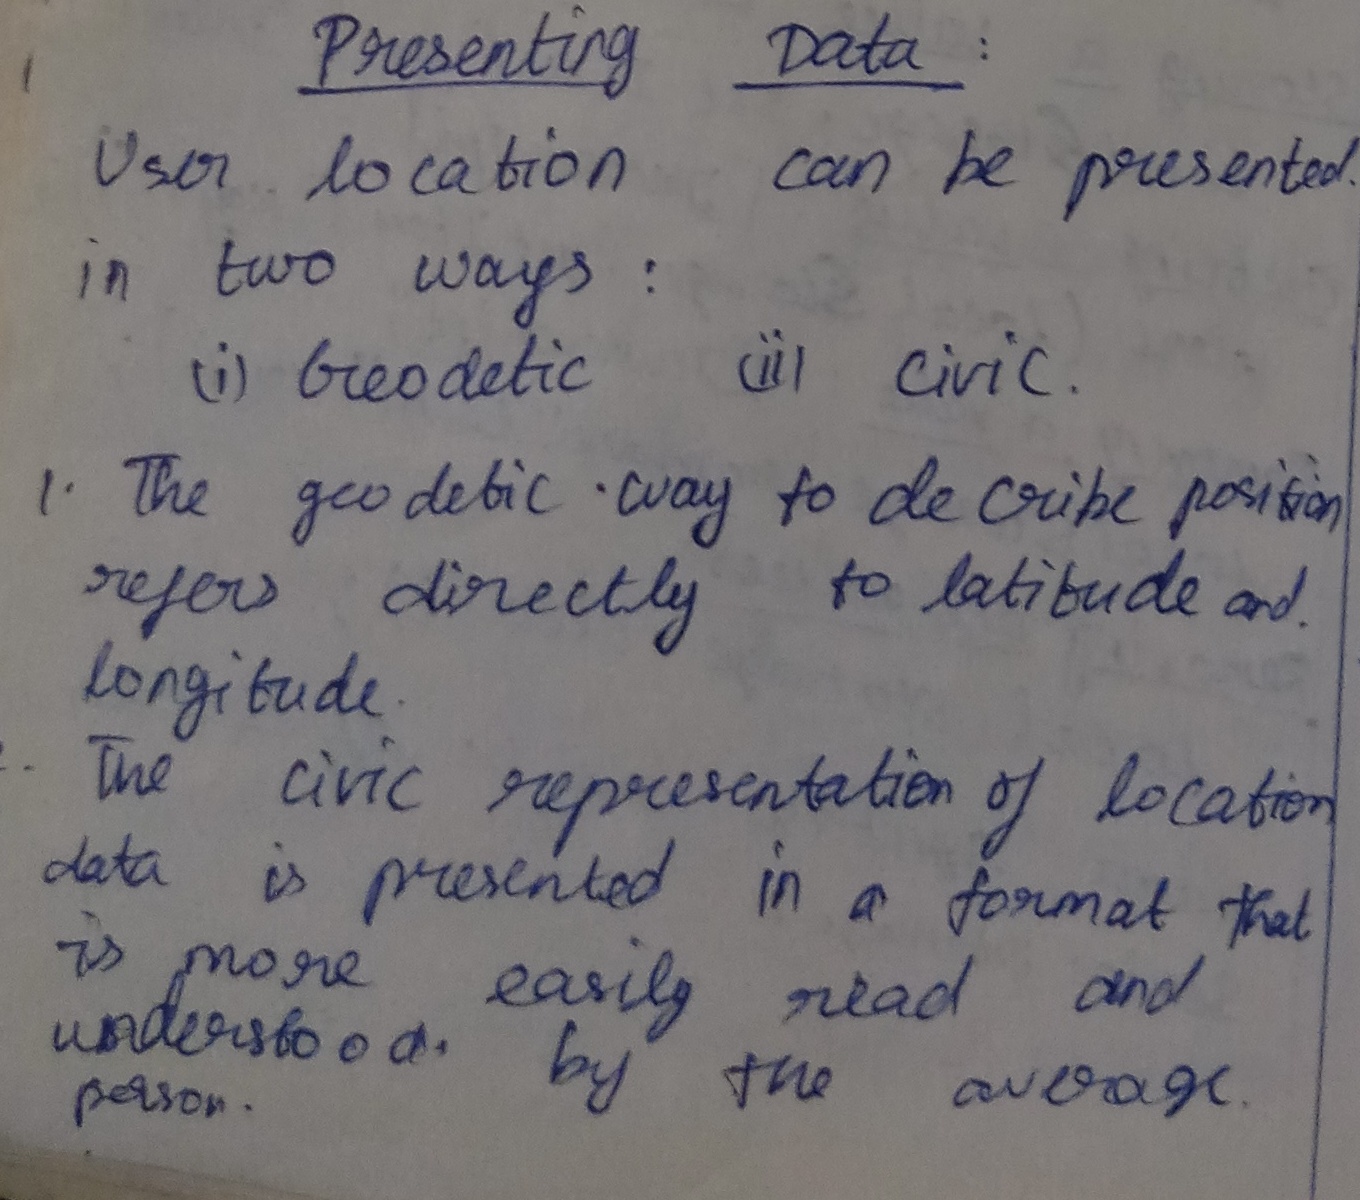 Presenting Data :
User location can be presented.
in two ways :
(i) Greodetic (ii) civic.
1. The geodetic way to decribe position
refers directly to latitude and.
longitude.
The civic representation of location
data is presented in a format that
is more easily read and
understood. by the average.
person.